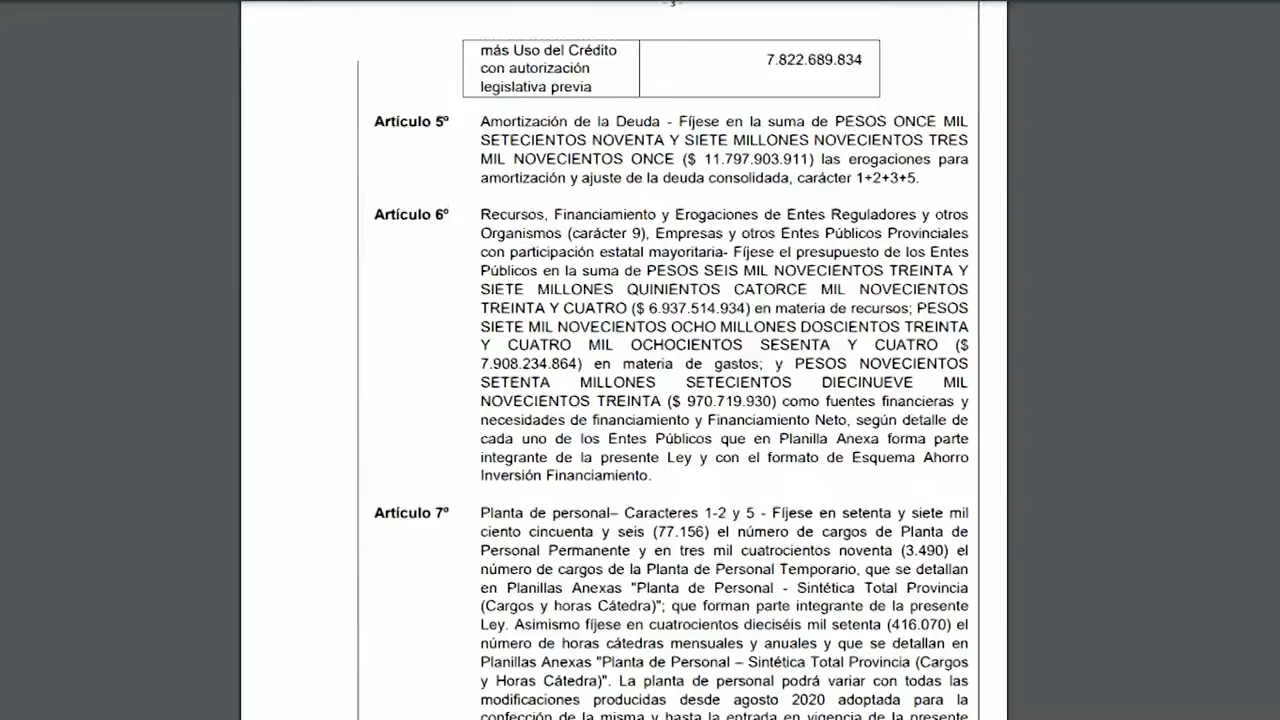 - 3 -
más Uso del Crédito
con autorización
legislativa previa
7.822.689.834
Artículo 5º
Amortización de la Deuda - Fíjese en la suma de PESOS ONCE MIL
SETECIENTOS NOVENTA Y SIETE MILLONES NOVECIENTOS TRES
MIL NOVECIENTOS ONCE ($ 11.797.903.911) las erogaciones para
amortización y ajuste de la deuda consolidada, carácter 1+2+3+5.
Artículo 6º
Recursos, Financiamiento y Erogaciones de Entes Reguladores y otros
Organismos (carácter 9), Empresas y otros Entes Públicos Provinciales
con participación estatal mayoritaria- Fíjese el presupuesto de los Entes
Públicos en la suma de PESOS SEIS MIL NOVECIENTOS TREINTA Y
SIETE MILLONES QUINIENTOS CATORCE MIL NOVECIENTOS
TREINTA Y CUATRO ($ 6.937.514.934) en materia de recursos; PESOS
SIETE MIL NOVECIENTOS OCHO MILLONES DOSCIENTOS TREINTA
Y CUATRO MIL OCHOCIENTOS SESENTA Y CUATRO ($
7.908.234.864) en materia de gastos; y PESOS NOVECIENTOS
SETENTA MILLONES SETECIENTOS DIECINUEVE MIL
NOVECIENTOS TREINTA ($ 970.719.930) como fuentes financieras y
necesidades de financiamiento y Financiamiento Neto, según detalle de
cada uno de los Entes Públicos que en Planilla Anexa forma parte
integrante de la presente Ley y con el formato de Esquema Ahorro
Inversión Financiamiento.
Artículo 7º
Planta de personal– Caracteres 1-2 y 5 - Fíjese en setenta y siete mil
ciento cincuenta y seis (77.156) el número de cargos de Planta de
Personal Permanente y en tres mil cuatrocientos noventa (3.490) el
número de cargos de la Planta de Personal Temporario, que se detallan
en Planillas Anexas "Planta de Personal - Sintética Total Provincia
(Cargos y horas Cátedra)"; que forman parte integrante de la presente
Ley. Asimismo fíjese en cuatrocientos dieciséis mil setenta (416.070) el
número de horas cátedras mensuales y anuales y que se detallan en
Planillas Anexas "Planta de Personal – Sintética Total Provincia (Cargos
y Horas Cátedra)". La planta de personal podrá variar con todas las
modificaciones producidas desde agosto 2020 adoptada para la
confección de la misma y hasta la entrada en vigencia de la presente